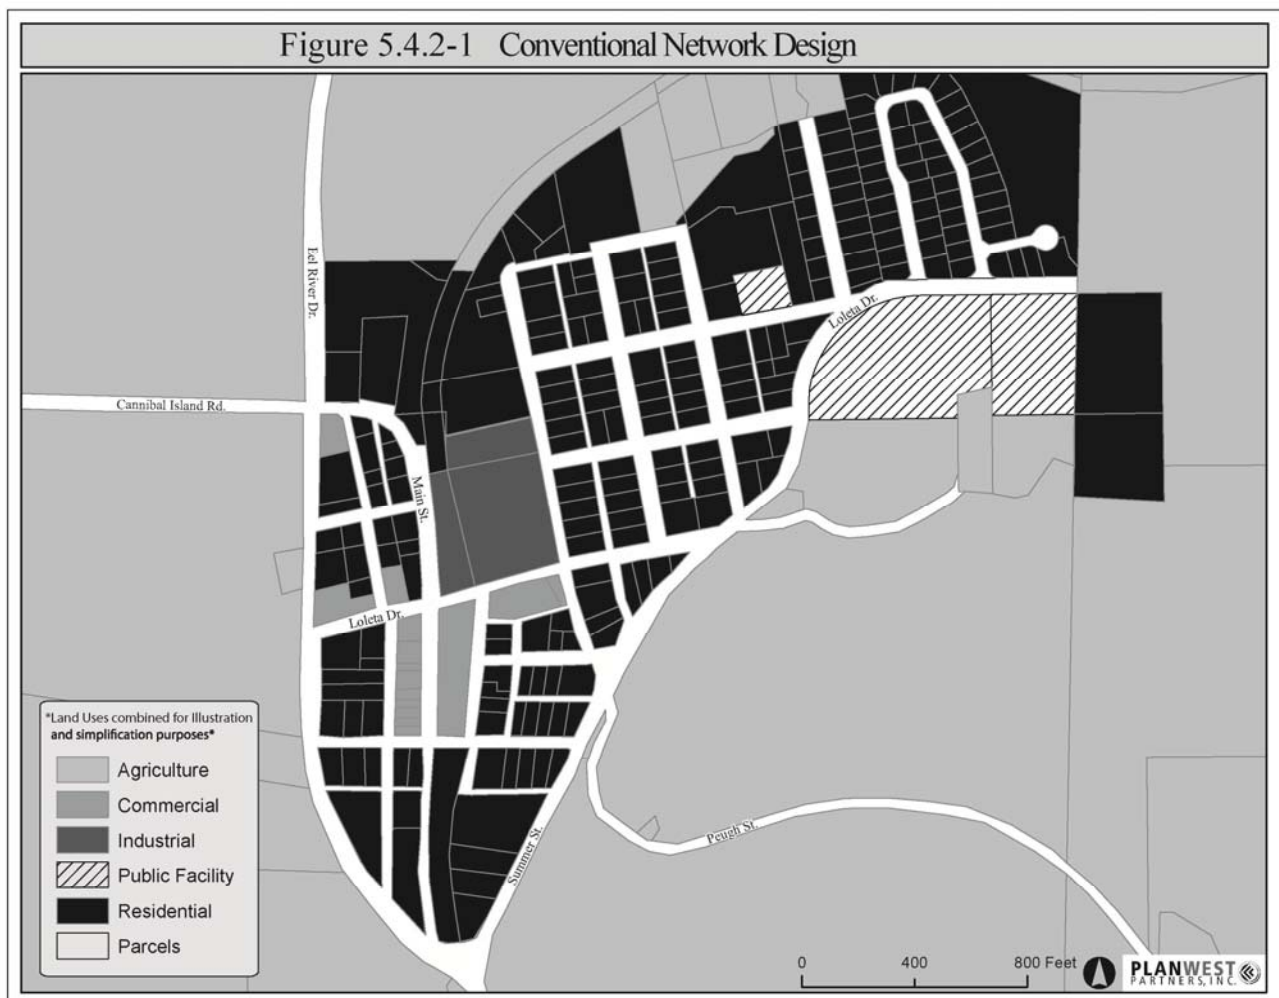 Figure 5.4.2-1 Conventional Network Design
Eel River Dr.
Loleta Dr.
Cannibal Island Rd.
Main St.
Loleta Dr.
*Land Uses combined for Illustration
and simplification purposes*
Agriculture
Commercial
Industrial
Public Facility
Residential
Parcels
Summer St.
Peugh St.
0 400 800 Feet
PLANWEST
PARTNERS, INC.